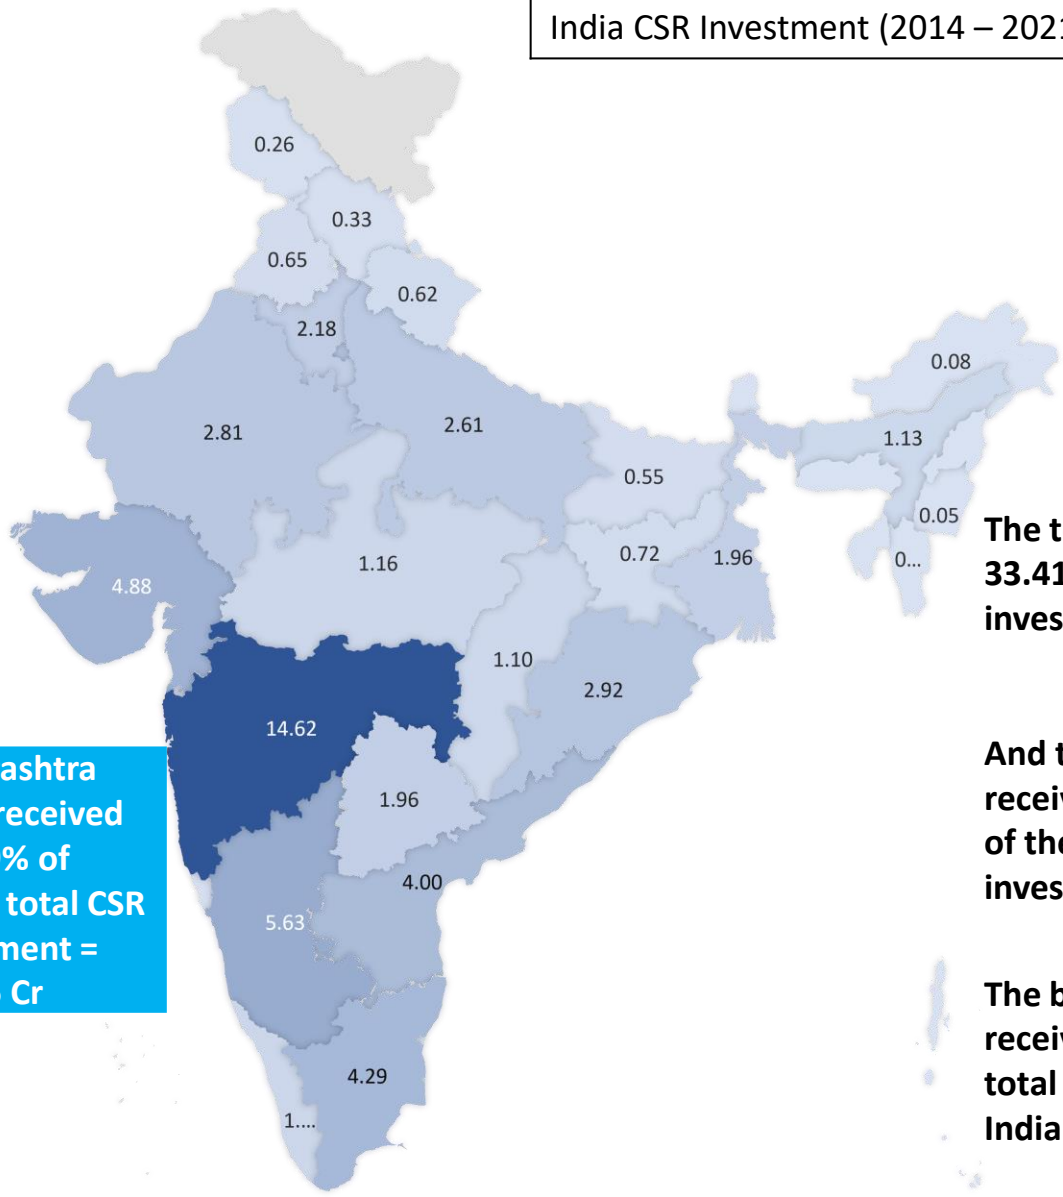 India CSR Investment (2014 – 2021
0.26
0.33
0.65
0.62
2.18
0.08
2.81
2.61
1.13
0.55
0.05
0.72
1.96
0...
1.16
4.88
1.10
2.92
14.62
1.96
4.00
5.63
4.29
1....
ashtra
received
% of
total CSR
ment =
Cr
The t
33.41
inves
And t
receiv
of the
inves
The b
receiv
total
India